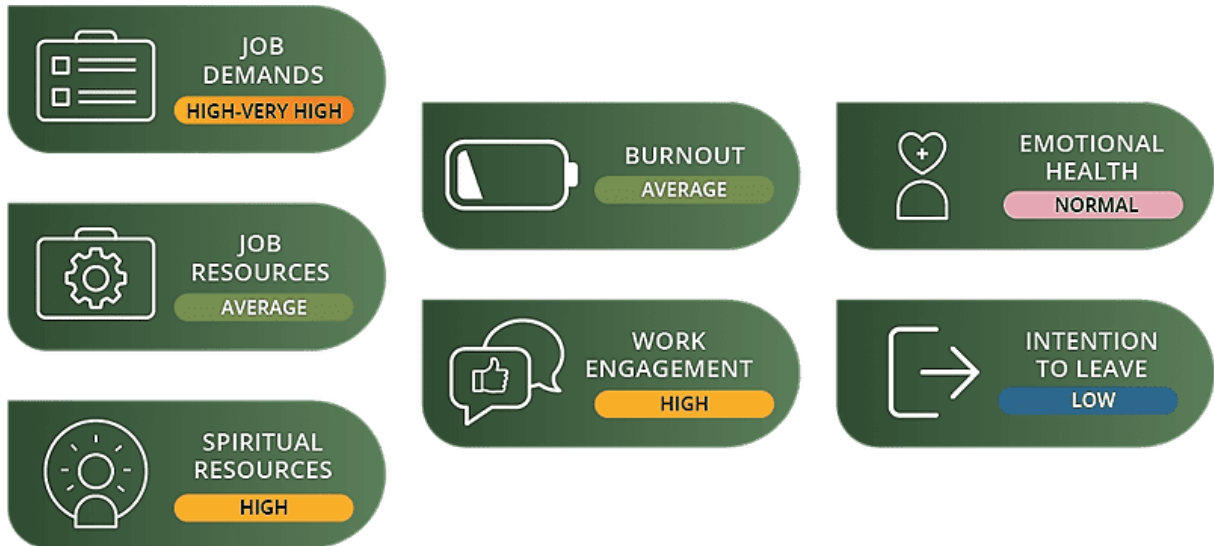 JOB
DEMANDS
HIGH-VERY HIGH
JOB
RESOURCES
AVERAGE
SPIRITUAL
RESOURCES
HIGH
BURNOUT
AVERAGE
WORK
ENGAGEMENT
HIGH
EMOTIONAL
HEALTH
NORMAL
INTENTION
TO LEAVE
LOW